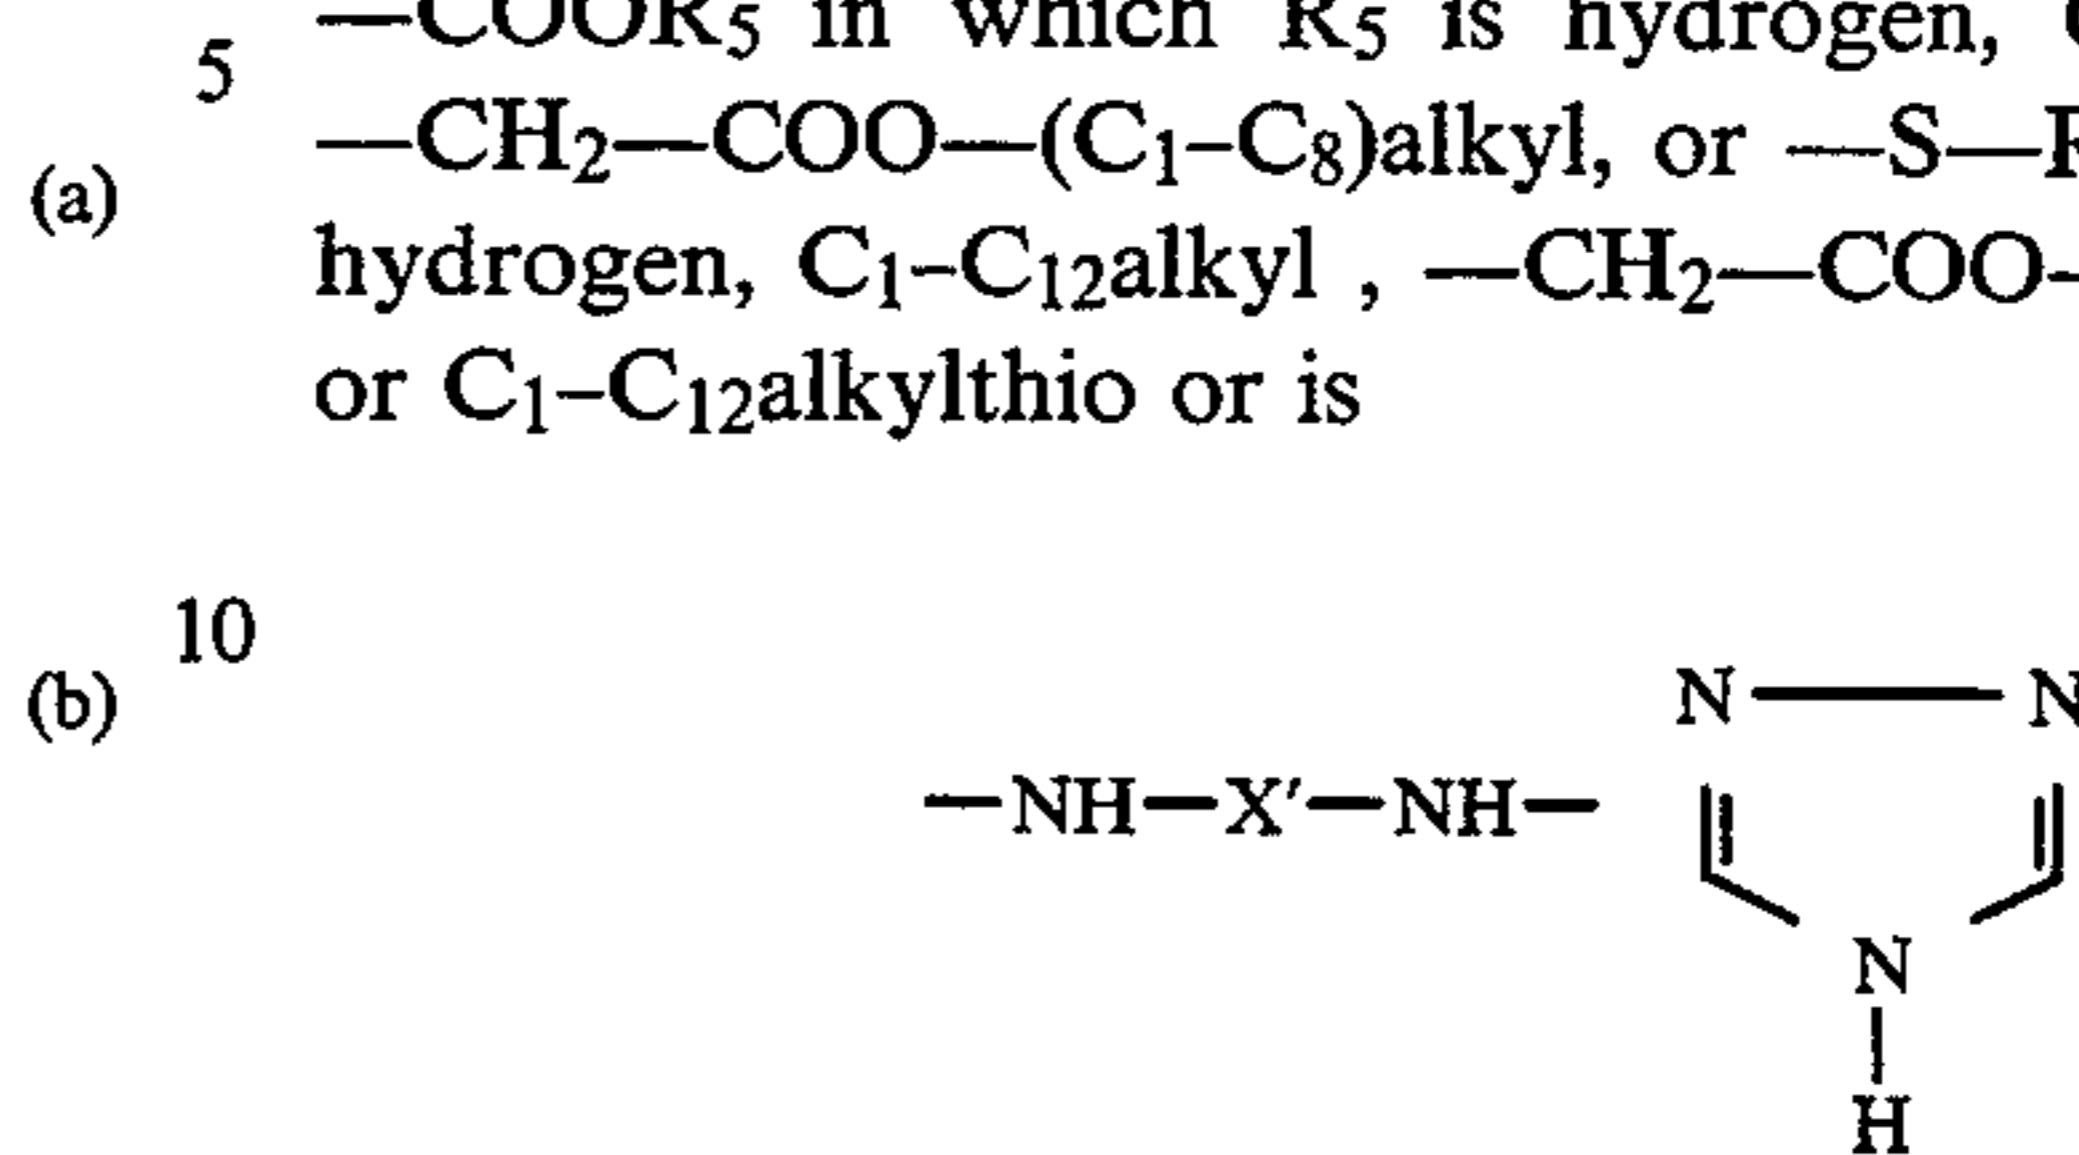 —COOR5 in which R5 is hydrogen,
5
—CH2—COO—(C1–C8)alkyl, or —S—
(a)
hydrogen, C1–C12alkyl , —CH2—COO-
or C1–C12alkylthio or is
10
(b)
N — N
—NH—X′—NH—
N
H